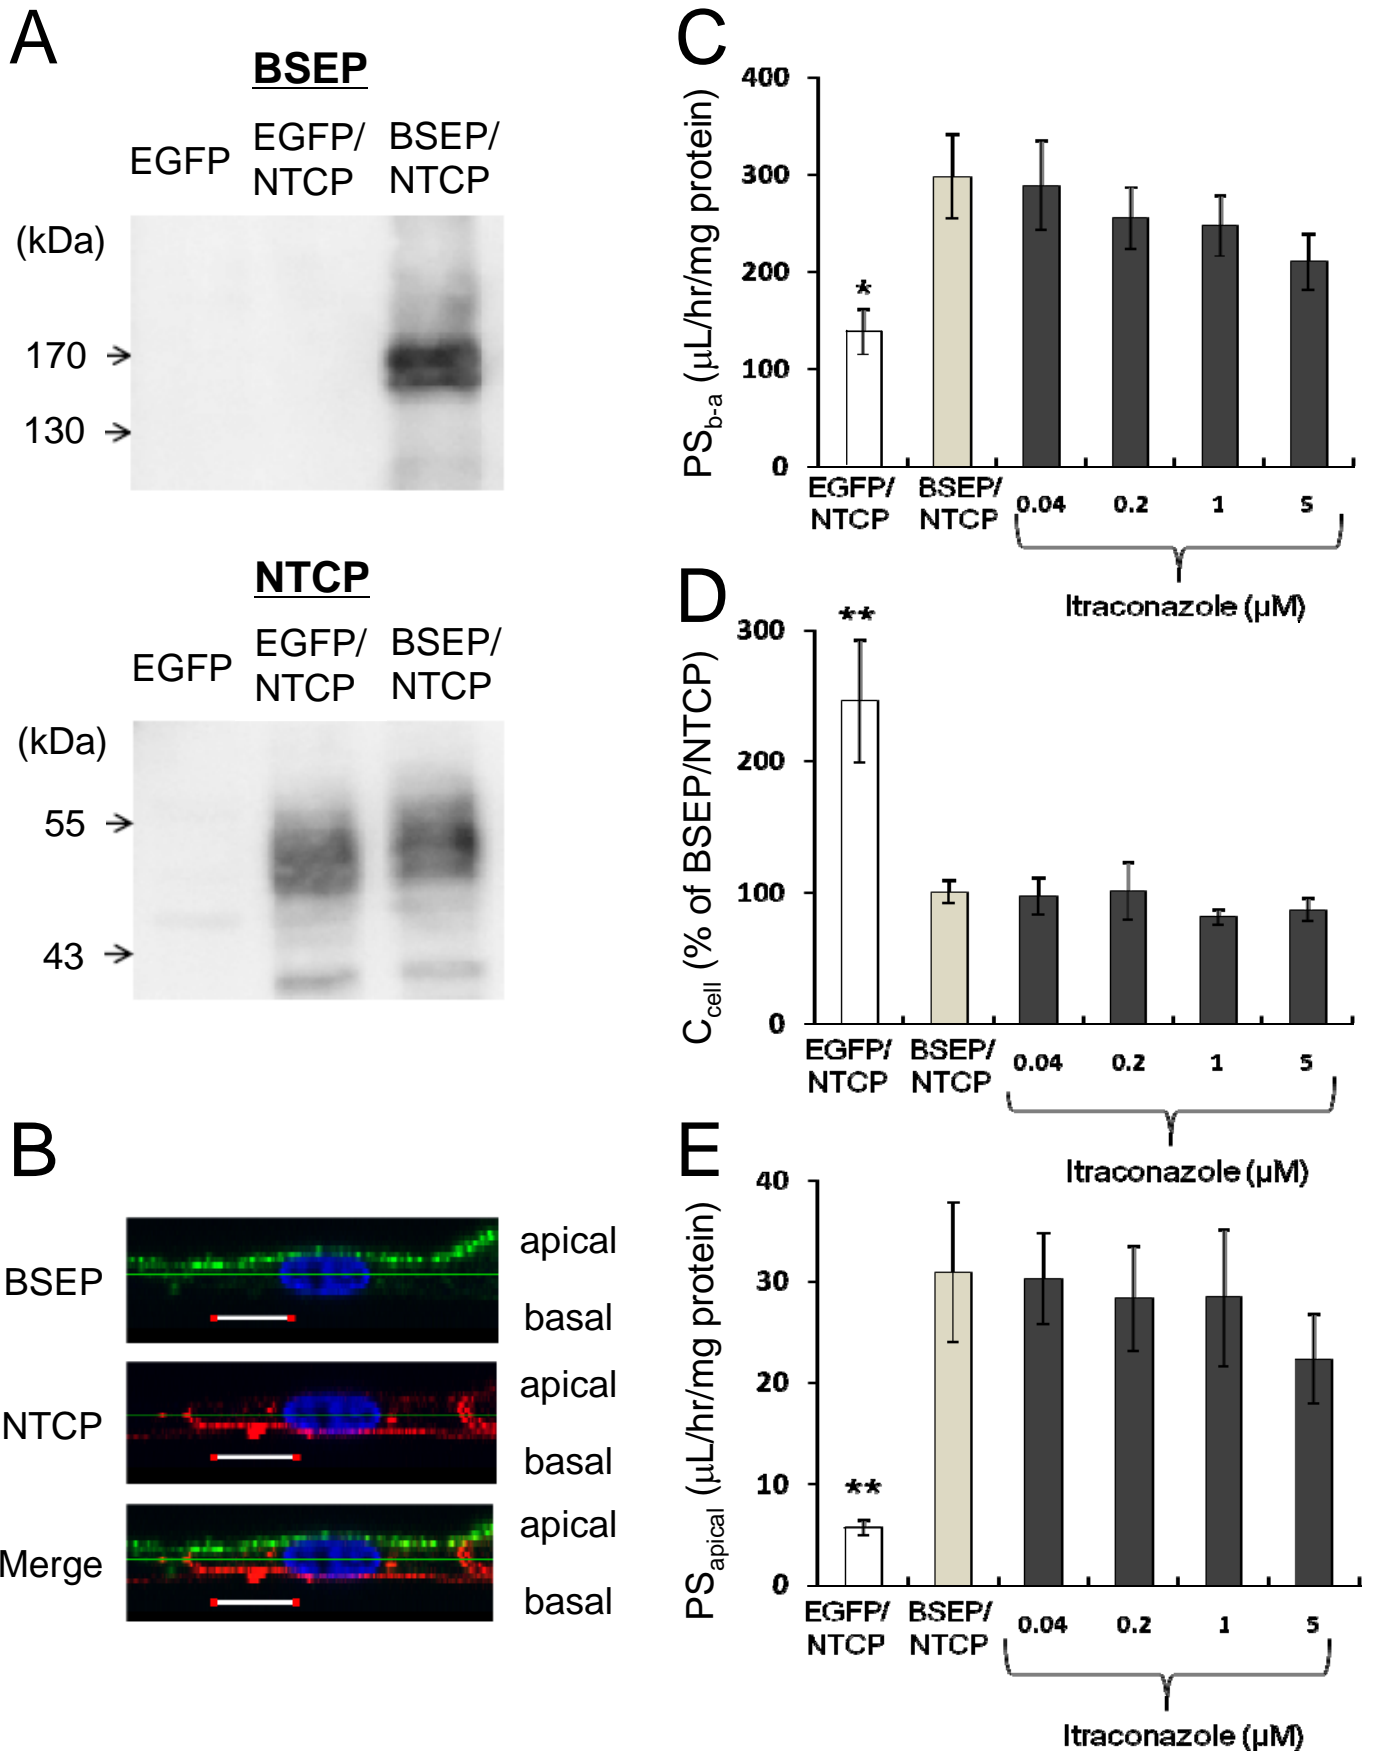 A
BSEP
EGFP EGFP/ BSEP/
NTCP NTCP
(kDa)
170
130
NTCP
EGFP EGFP/ BSEP/
NTCP NTCP
(kDa)
55
43
B
BSEP
apical
basal
NTCP
apical
basal
Merge
apical
basal
C
PSb-a (μL/hr/mg protein)
400
300
200
100
0
*
EGFP/ BSEP/
NTCP NTCP
0.04 0.2 1 5
Itraconazole (μM)
D
Ccell (% of BSEP/NTCP)
300
200
100
0
**
EGFP/ BSEP/
NTCP NTCP
0.04 0.2 1 5
Itraconazole (μM)
E
PSapical (μL/hr/mg protein)
40
30
20
10
0
**
EGFP/ BSEP/
NTCP NTCP
0.04 0.2 1 5
Itraconazole (μM)